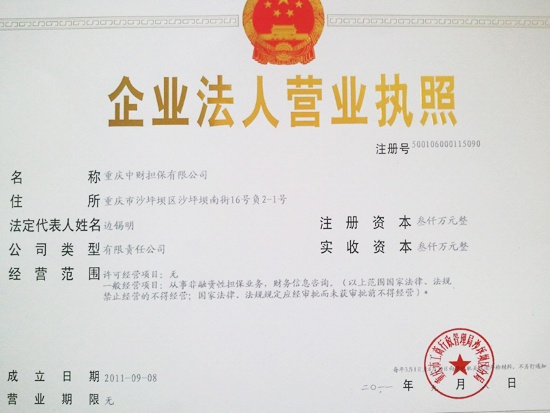 企业法人营业执照
注册号 500106000115090
名 称 重庆中财担保有限公司
住 所 重庆市沙坪坝区沙坪坝南街16号负2-1号
法定代表人姓名 边锡明 注册资本 叁仟万元整
公司类型 有限责任公司 实收资本 叁仟万元整
经营范围 许可经营项目:无
一般经营项目:从事非融资性担保业务、财务信息咨询。(以上范围国家法律、法规
禁止经营的不得经营;国家法律、法规规定应经审批而未获审批前不得经营)。
成立日期 2011-09-08
年 月 日
营业期限 无